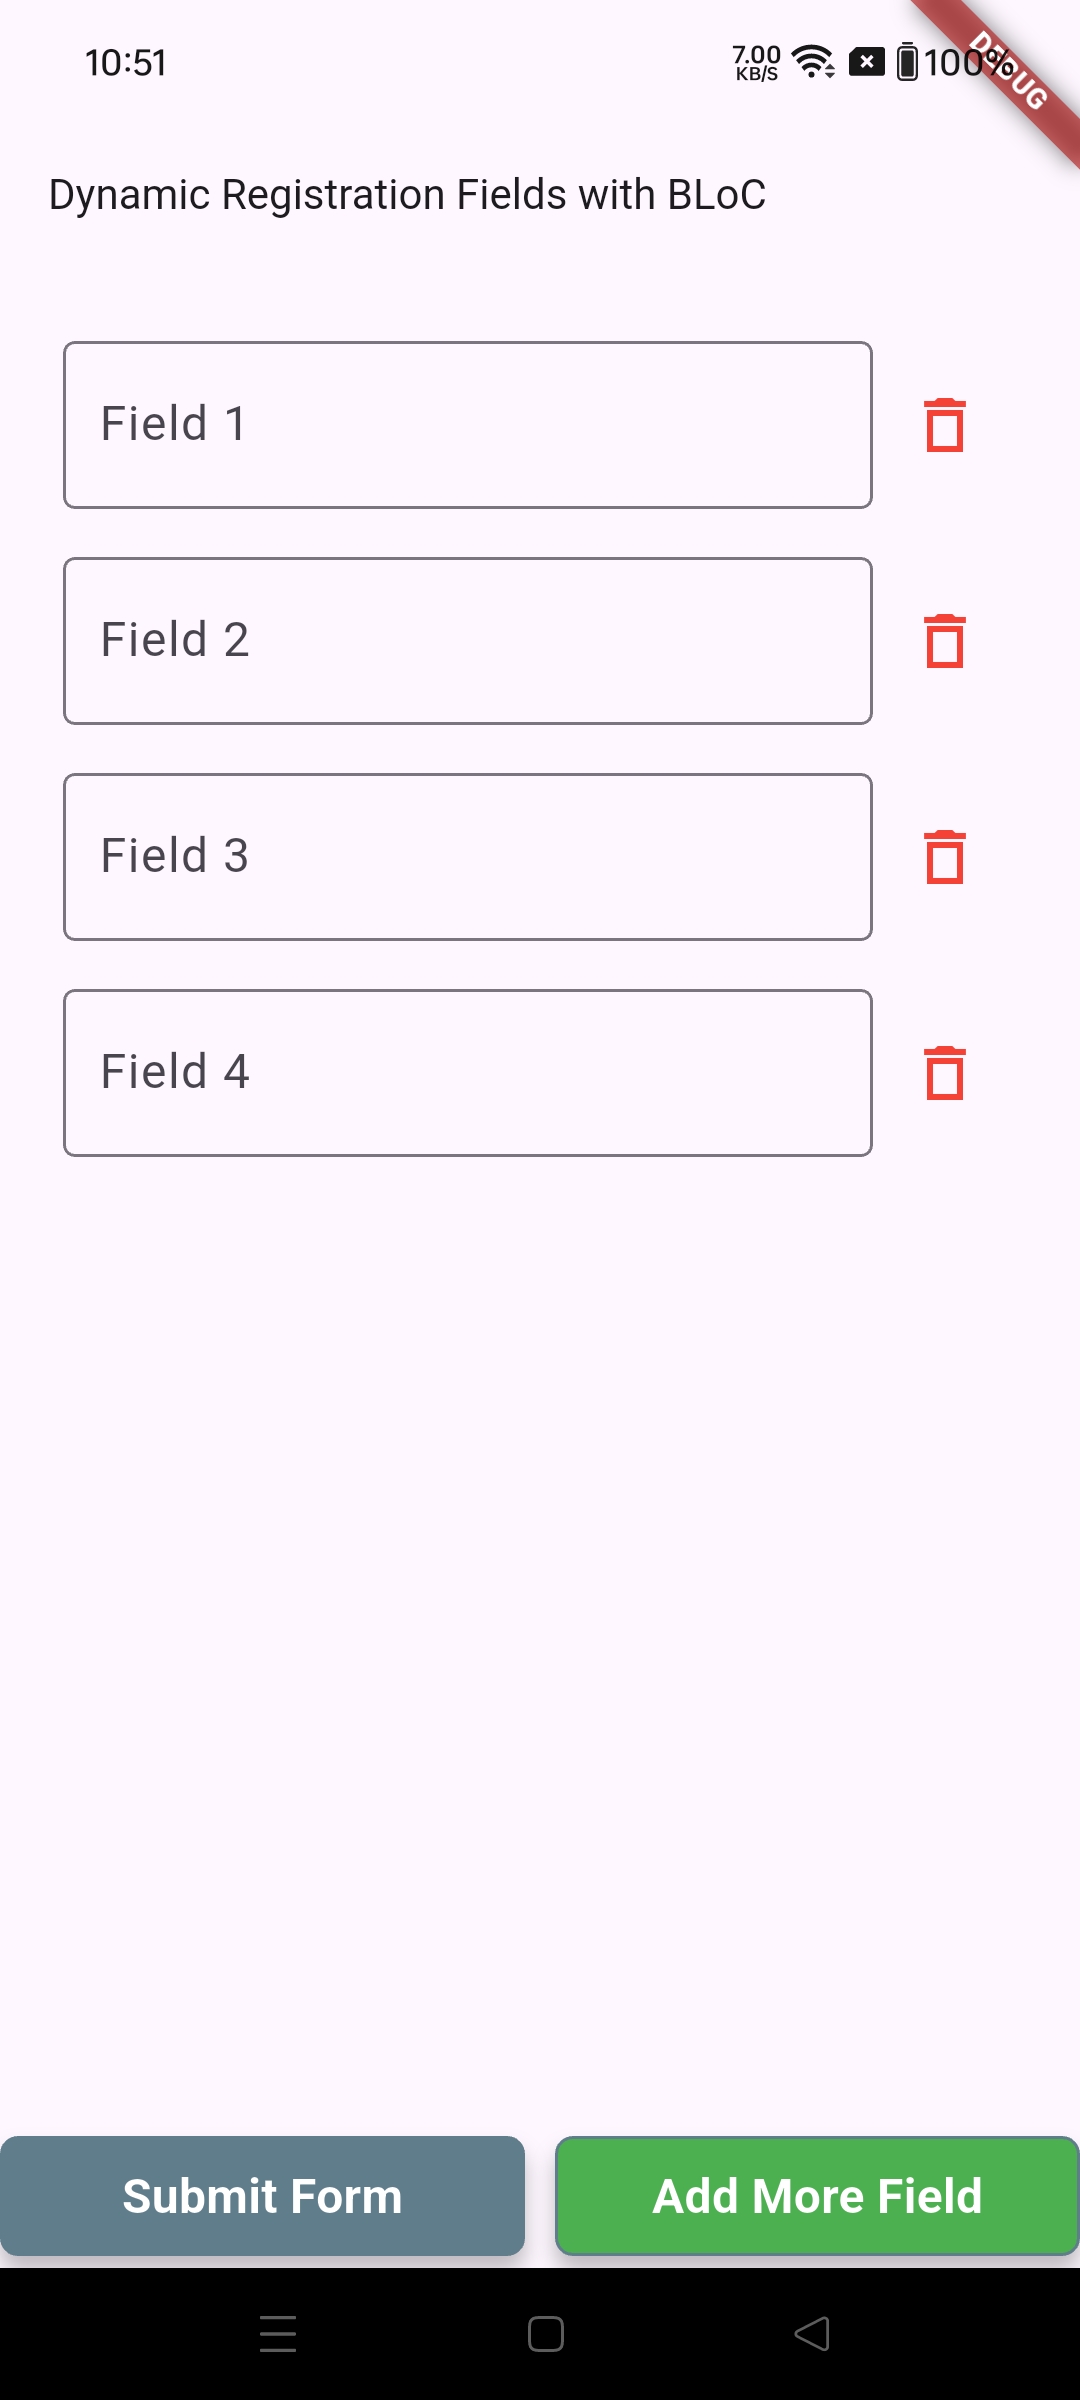 10:51
7.00
KB/S
100%
DEBUG
Dynamic Registration Fields with BLoC
Field 1
Field 2
Field 3
Field 4
Submit Form
Add More Field